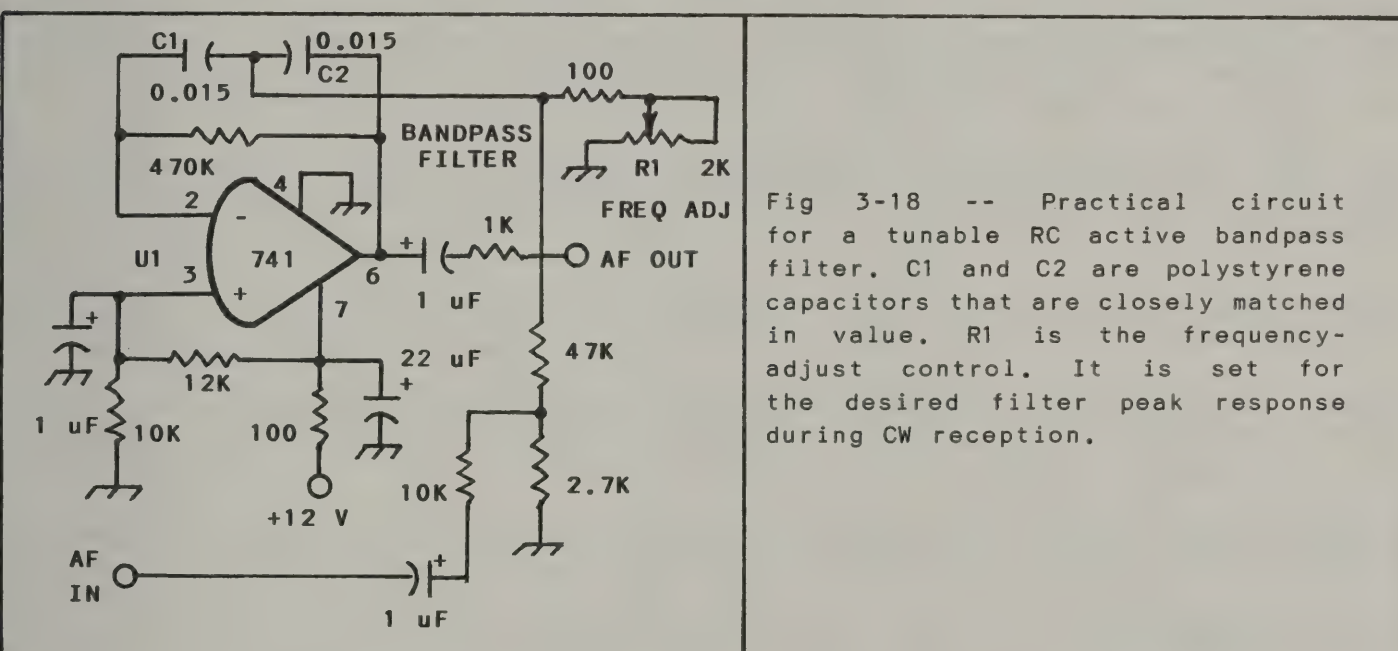 C1
0.015
0.015
C2
100
470K
BANDPASS
FILTER
R1
2K
FREQ ADJ
2
-
4
U1
741
3
+
6
7
+
1 uF
1K
AF OUT
+
1 uF
10K
12K
100
+12 V
22 uF
+
47K
10K
2.7K
AF
IN
+
1 uF
Fig 3-18 -- Practical circuit
for a tunable RC active bandpass
filter. C1 and C2 are polystyrene
capacitors that are closely matched
in value. R1 is the frequency-
adjust control. It is set for
the desired filter peak response
during CW reception.